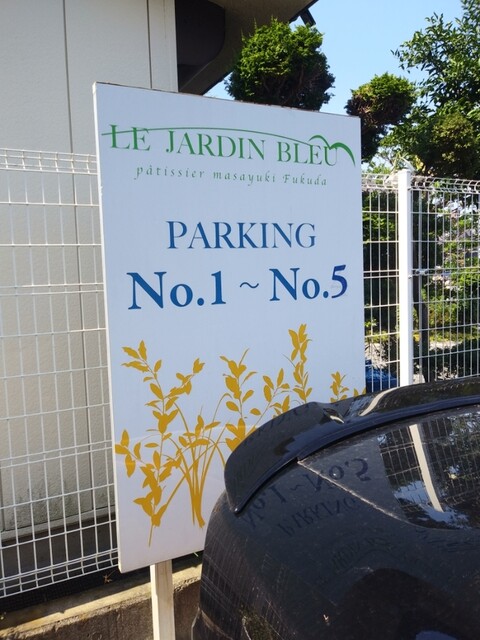 LE JARDIN BLEU
pâtissier masayuki Fukuda
PARKING
No.1 ~ No.5